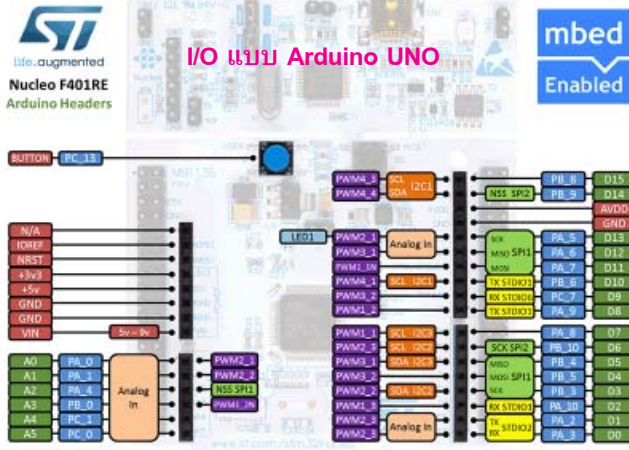 ST
life.augmented
Nucleo F401RE
Arduino Headers
I/O แบบ Arduino UNO
mbed
Enabled
BUTTON PC_13
N/A
IOREF
NRST
+3v3
+5v
GND
GND
VIN 5v – 9v
A0 PA_0 PWM2_1
A1 PA_1 PWM2_2
A2 PA_4 NSS SPI1
A3 PB_0 PWM1_3N
A4 PC_1
A5 PC_0
Analog In
PWM4_3 SCL I2C1 PB_8 D15
PWM4_4 SDA NSS SPI2 PB_9 D14
AVDD
GND
LED1 PWM2_1 Analog In SCK PA_5 D13
PWM3_1 MISO SPI1 PA_6 D12
PWM1_1N MOSI PA_7 D11
PWM4_1 SCL I2C1 TX STDIO1 PB_6 D10
PWM3_2 PC_7 D9
PWM1_2 TX STDIO1 PA_9 D8
PWM1_1 SCL I2C3 PA_8 D7
PWM2_3 SCL I2C2 SCK SPI2 PB_10 D6
PWM3_1 SDA I2C3 MISO PB_4 D5
PWM3_2 MOSI SPI1 PB_5 D4
PWM2_2 SDA I2C2 SCK PB_3 D3
PWM1_3 RX STDIO1 PA_10 D2
PWM2_3 Analog In TX STDIO2 PA_2 D1
RX PA_3 D0